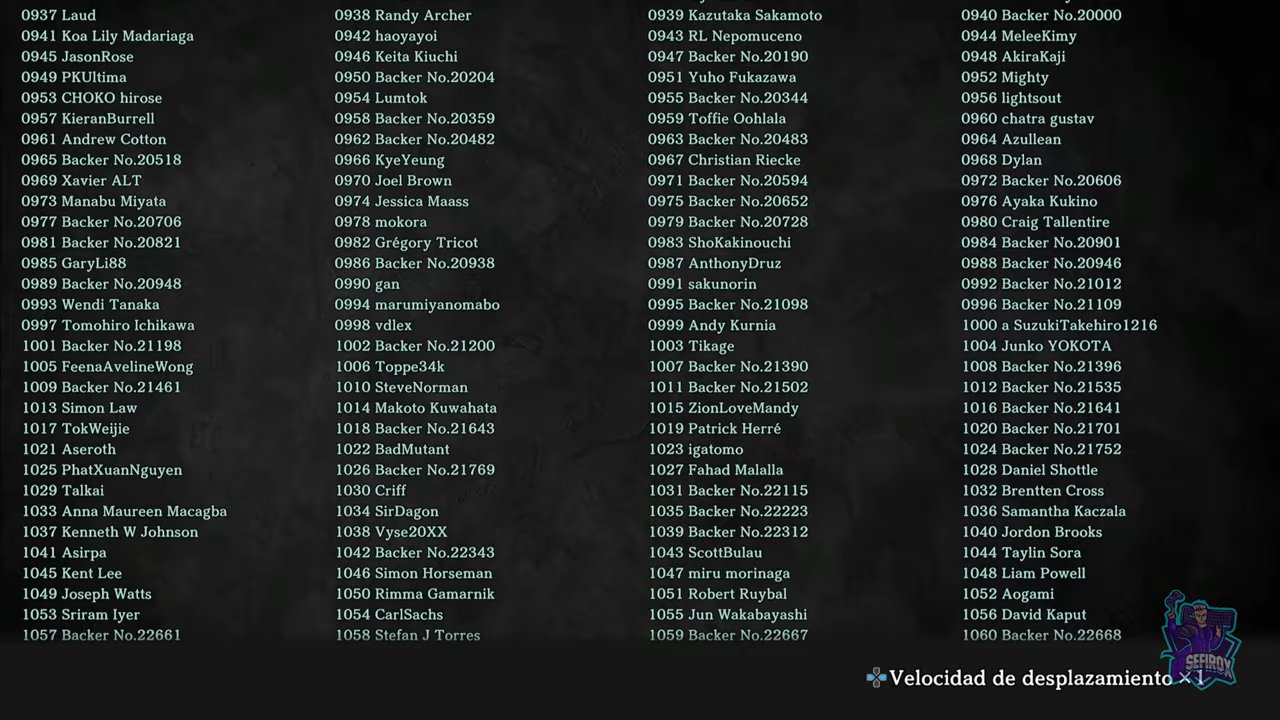 0937 Laud 0938 Randy Archer 0939 Kazutaka Sakamoto 0940 Backer No.20000
0941 Koa Lily Madariaga 0942 haoyayoi 0943 RL Nepomuceno 0944 MeleeKimy
0945 JasonRose 0946 Keita Kiuchi 0947 Backer No.20190 0948 AkiraKaji
0949 PKUltima 0950 Backer No.20204 0951 Yuho Fukazawa 0952 Mighty
0953 CHOKO hirose 0954 Lumtok 0955 Backer No.20344 0956 lightsout
0957 KieranBurrell 0958 Backer No.20359 0959 Toffie Oohlala 0960 chatra gustav
0961 Andrew Cotton 0962 Backer No.20482 0963 Backer No.20483 0964 Azullean
0965 Backer No.20518 0966 KyeYeung 0967 Christian Riecke 0968 Dylan
0969 Xavier ALT 0970 Joel Brown 0971 Backer No.20594 0972 Backer No.20606
0973 Manabu Miyata 0974 Jessica Maass 0975 Backer No.20652 0976 Ayaka Kukino
0977 Backer No.20706 0978 mokora 0979 Backer No.20728 0980 Craig Tallentire
0981 Backer No.20821 0982 Grégory Tricot 0983 ShoKakinouchi 0984 Backer No.20901
0985 GaryLi88 0986 Backer No.20938 0987 AnthonyDruz 0988 Backer No.20946
0989 Backer No.20948 0990 gan 0991 sakunorin 0992 Backer No.21012
0993 Wendi Tanaka 0994 marumiyanomabo 0995 Backer No.21098 0996 Backer No.21109
0997 Tomohiro Ichikawa 0998 vdlex 0999 Andy Kurnia 1000 a SuzukiTakehiro1216
1001 Backer No.21198 1002 Backer No.21200 1003 Tikage 1004 Junko YOKOTA
1005 FeenaAvelineWong 1006 Toppe34k 1007 Backer No.21390 1008 Backer No.21396
1009 Backer No.21461 1010 SteveNorman 1011 Backer No.21502 1012 Backer No.21535
1013 Simon Law 1014 Makoto Kuwahata 1015 ZionLoveMandy 1016 Backer No.21641
1017 TokWeijie 1018 Backer No.21643 1019 Patrick Herré 1020 Backer No.21701
1021 Aseroth 1022 BadMutant 1023 igatomo 1024 Backer No.21752
1025 PhatXuanNguyen 1026 Backer No.21769 1027 Fahad Malalla 1028 Daniel Shottle
1029 Talkai 1030 Criff 1031 Backer No.22115 1032 Brentten Cross
1033 Anna Maureen Macagba 1034 SirDagon 1035 Backer No.22223 1036 Samantha Kaczala
1037 Kenneth W Johnson 1038 Vyse20XX 1039 Backer No.22312 1040 Jordon Brooks
1041 Asirpa 1042 Backer No.22343 1043 ScottBulau 1044 Taylin Sora
1045 Kent Lee 1046 Simon Horseman 1047 miru morinaga 1048 Liam Powell
1049 Joseph Watts 1050 Rimma Gamarnik 1051 Robert Ruybal 1052 Aogami
1053 Sriram Iyer 1054 CarlSachs 1055 Jun Wakabayashi 1056 David Kaput
1057 Backer No.22661 1058 Stefan J Torres 1059 Backer No.22667 1060 Backer No.22668
SEFIROX
Velocidad de desplazamiento ×1